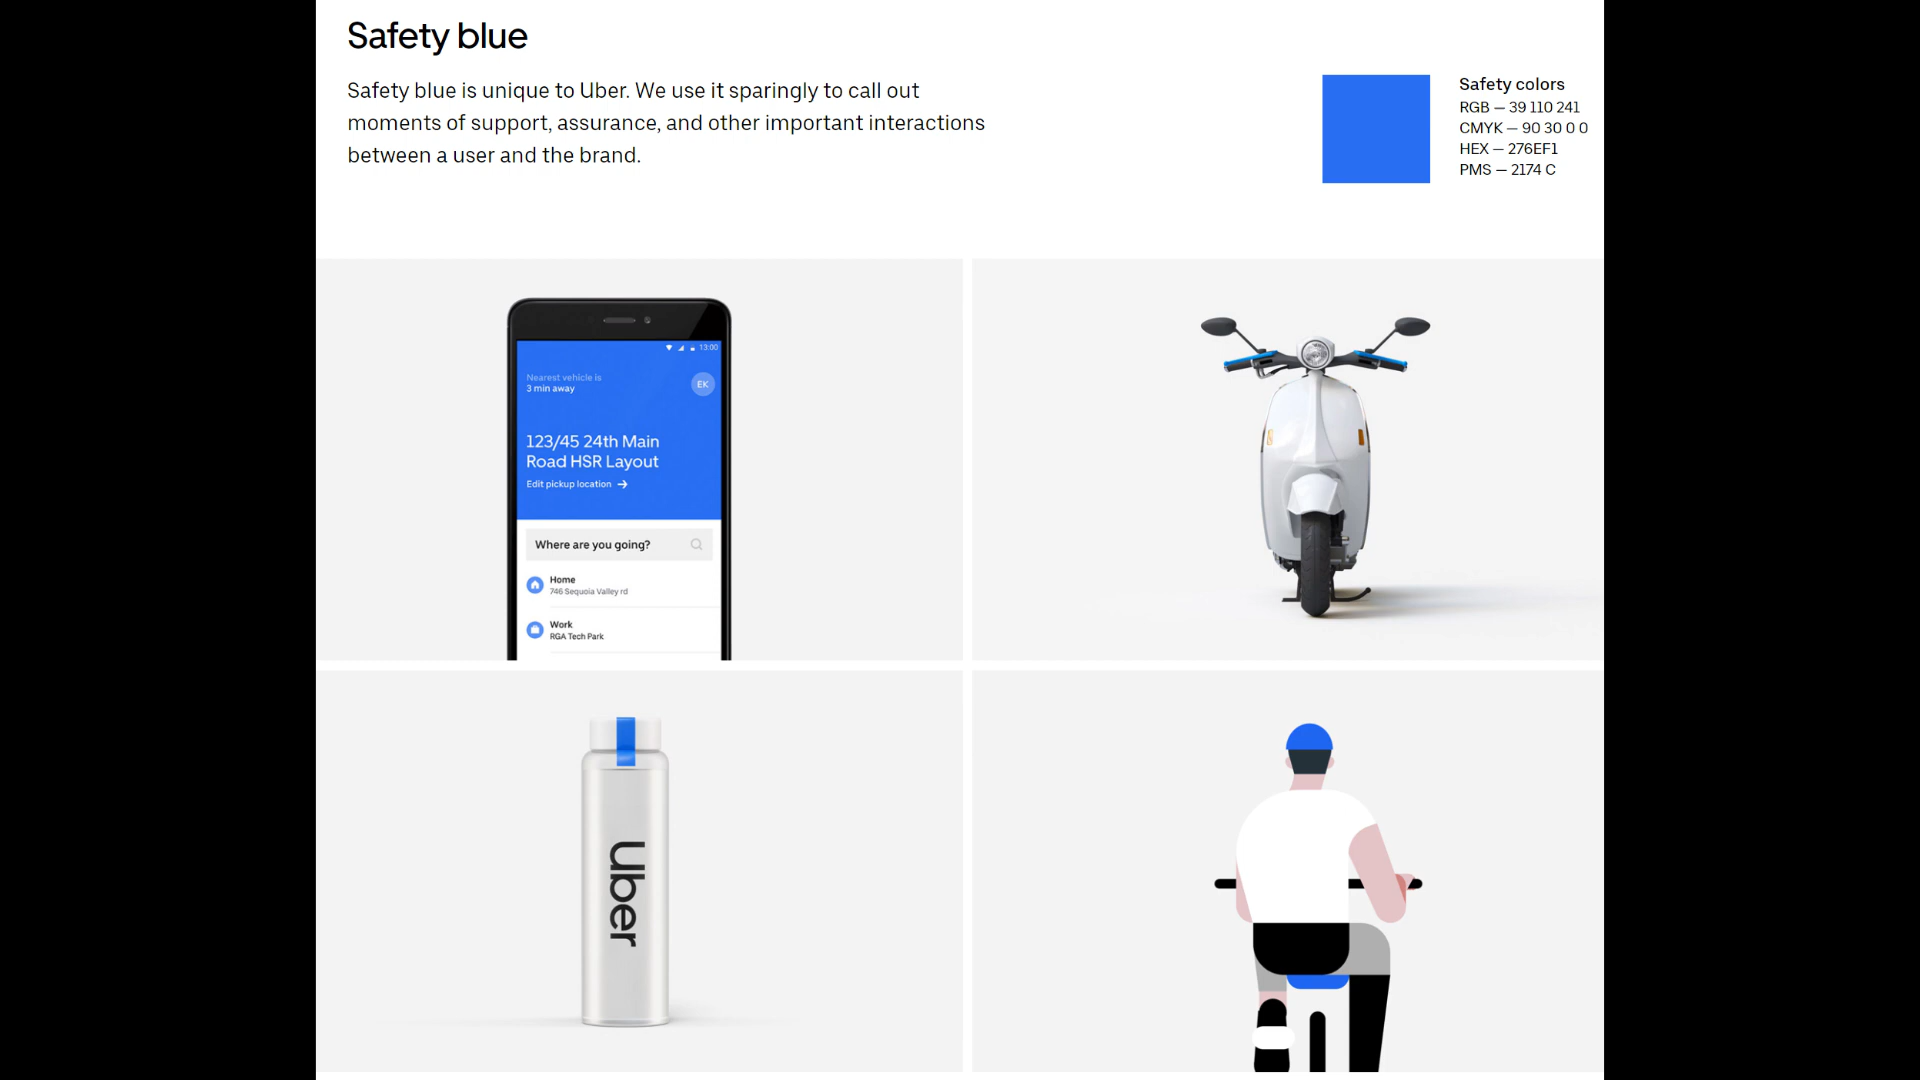 Safety blue
Safety blue is unique to Uber. We use it sparingly to call out
moments of support, assurance, and other important interactions
between a user and the brand.
Safety colors
RGB — 39 110 241
CMYK — 90 30 0 0
HEX — 276EF1
PMS — 2174 C
13:00
Nearest vehicle is
3 min away
EK
123/45 24th Main
Road HSR Layout
Edit pickup location →
Where are you going?
Home
746 Sequoia Valley rd
Work
RGA Tech Park
Uber